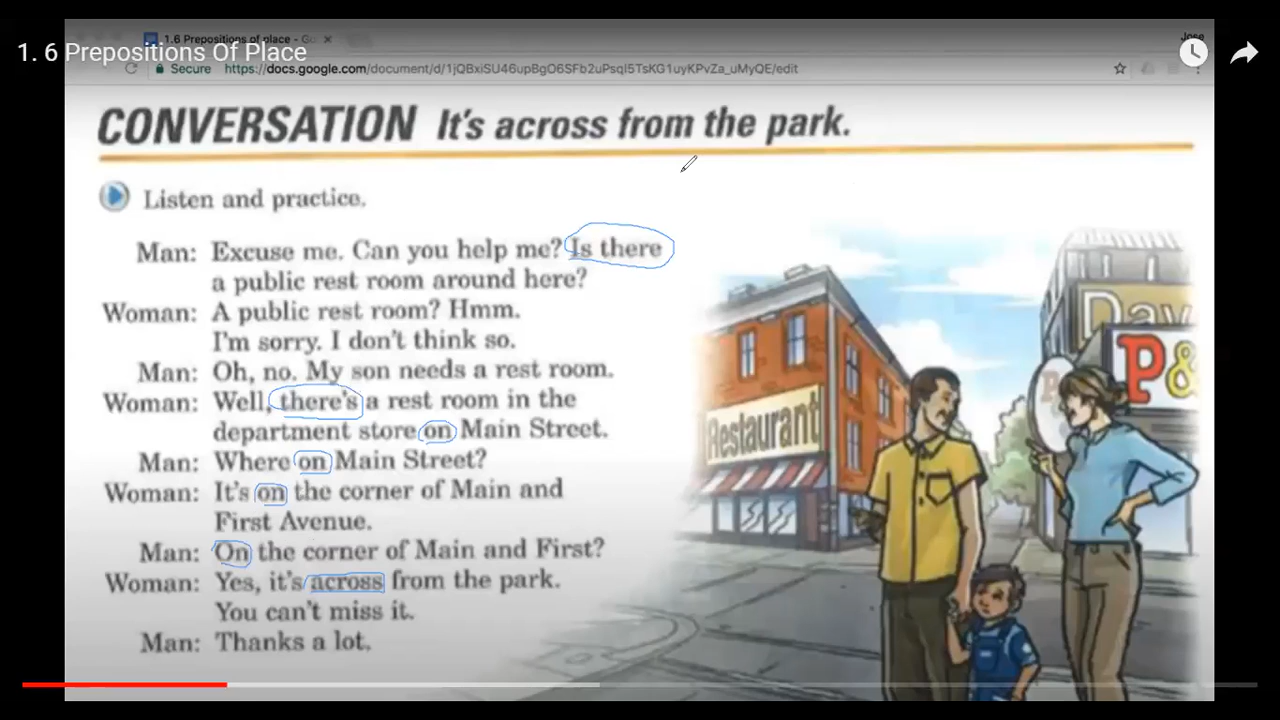 1. 6 Prepositions Of Place
1.6 Prepositions of place - Go
Jose
Secure https://docs.google.com/document/d/1jQBxiSU46upBgO6SFb2uPsqI5TsKG1uyKPvZa_uMyQE/edit
CONVERSATION It's across from the park.
Listen and practice.
Man: Excuse me. Can you help me? Is there
a public rest room around here?
Woman: A public rest room? Hmm.
I'm sorry. I don't think so.
Man: Oh, no. My son needs a rest room.
Woman: Well, there's a rest room in the
department store on Main Street.
Man: Where on Main Street?
Woman: It's on the corner of Main and
First Avenue.
Man: On the corner of Main and First?
Woman: Yes, it's across from the park.
You can't miss it.
Man: Thanks a lot.
Restaurant
Day
P&
P